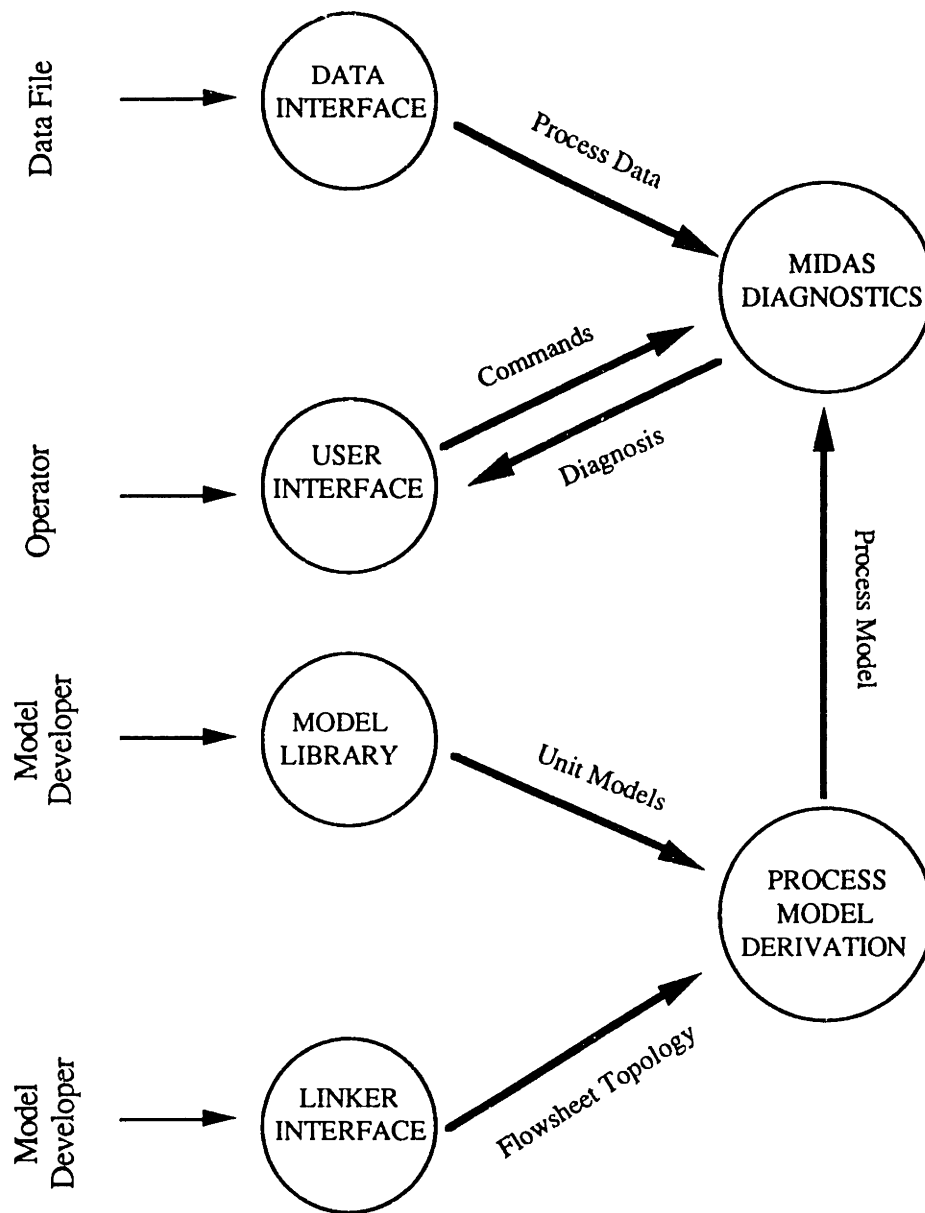 Data File
DATA
INTERFACE
Process Data
MIDAS
DIAGNOSTICS
Operator
USER
INTERFACE
Commands
Diagnosis
Process Model
Model
Developer
MODEL
LIBRARY
Unit Models
PROCESS
MODEL
DERIVATION
Model
Developer
LINKER
INTERFACE
Flowsheet Topology